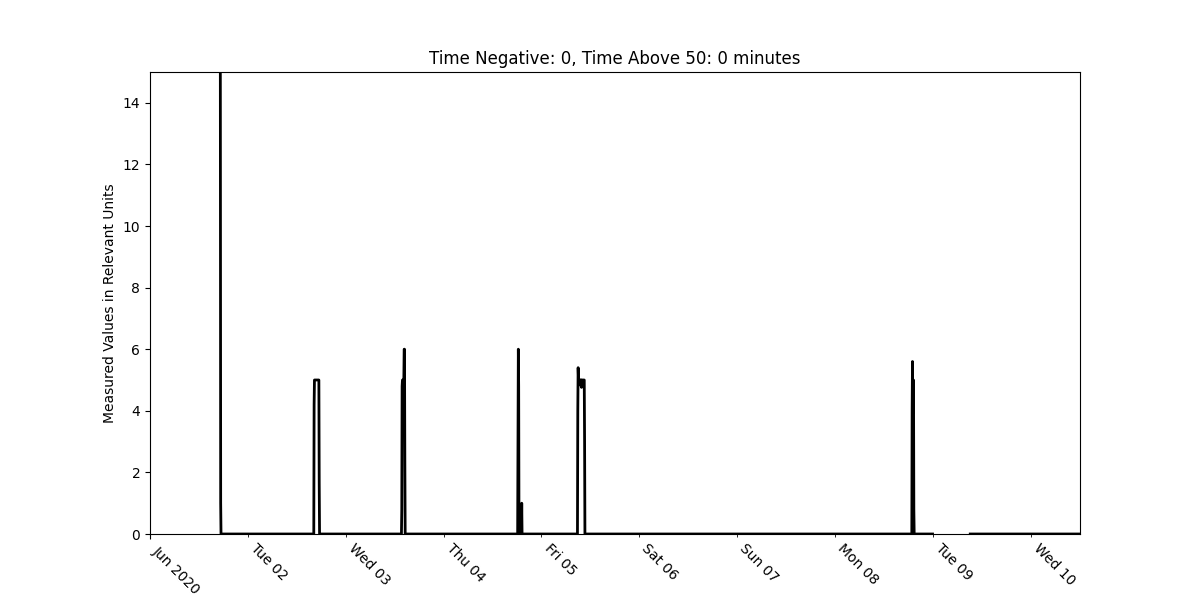 Time Negative: 0, Time Above 50: 0 minutes
Measured Values in Relevant Units
14
12
10
8
6
4
2
0
Jun 2020
Tue 02
Wed 03
Thu 04
Fri 05
Sat 06
Sun 07
Mon 08
Tue 09
Wed 10